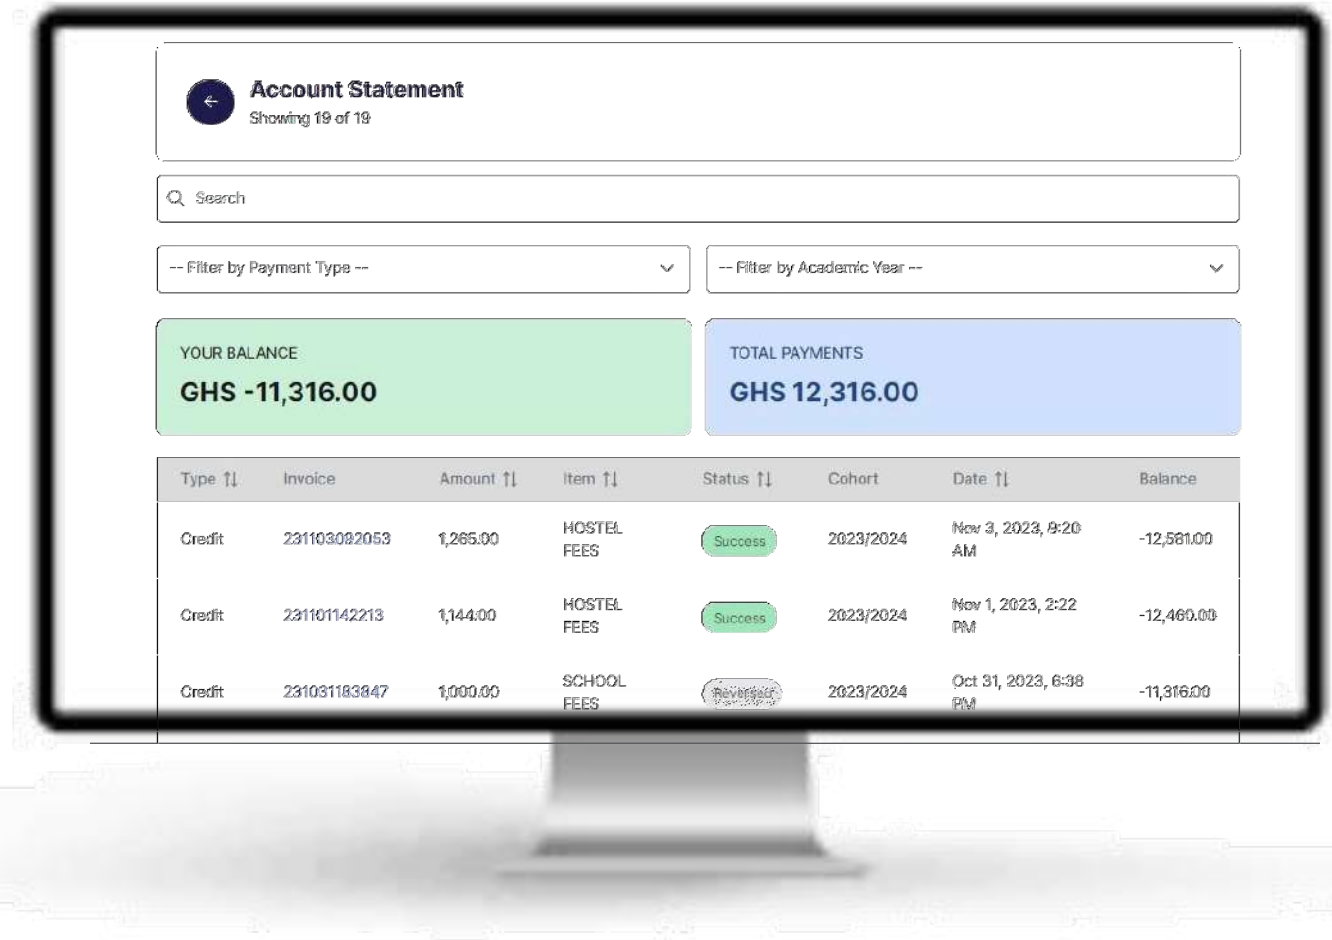 Account Statement
Showing 19 of 19
Search
-- Filter by Payment Type --
-- Filter by Academic Year --
YOUR BALANCE
GHS -11,316.00
TOTAL PAYMENTS
GHS 12,316.00
Type Invoice Amount Item Status Cohort Date Balance
Credit 231103092053 1,265.00 HOSTEL FEES Success 2023/2024 Nov 3, 2023, 9:20 AM -12,581.00
Credit 231101142213 1,144.00 HOSTEL FEES Success 2023/2024 Nov 1, 2023, 2:22 PM -12,460.00
Credit 231031183847 1,000.00 SCHOOL FEES Reversed 2023/2024 Oct 31, 2023, 6:38 PM -11,316.00